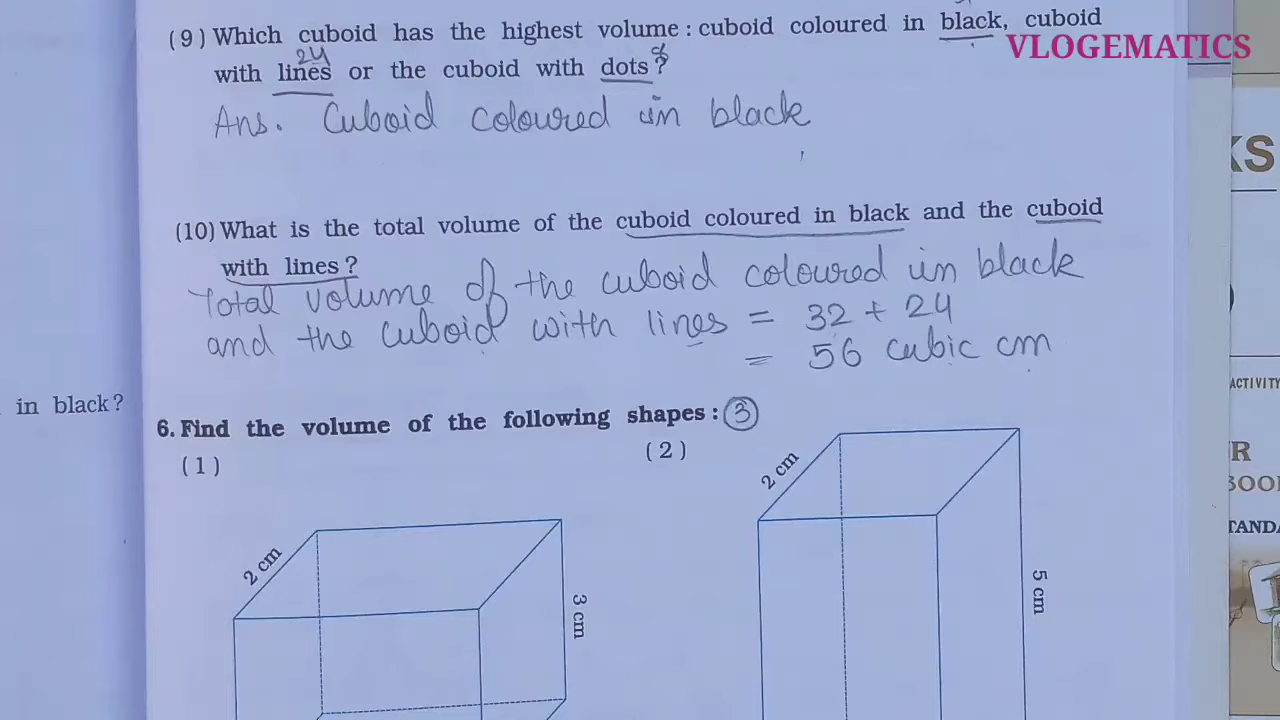 (9) Which cuboid has the highest volume : cuboid coloured in black, cuboid
VLOGEMATICS
24 8
with lines or the cuboid with dots ?
Ans. Cuboid coloured in black
(10) What is the total volume of the cuboid coloured in black and the cuboid
with lines ?
Total volume of the cuboid coloured in black
and the cuboid with lines = 32 + 24
= 56 cubic cm
in black?
6. Find the volume of the following shapes : 3
(1) (2)
2 cm
2 cm
3 cm
5 cm
KS
ACTIVITY
R
TANDA